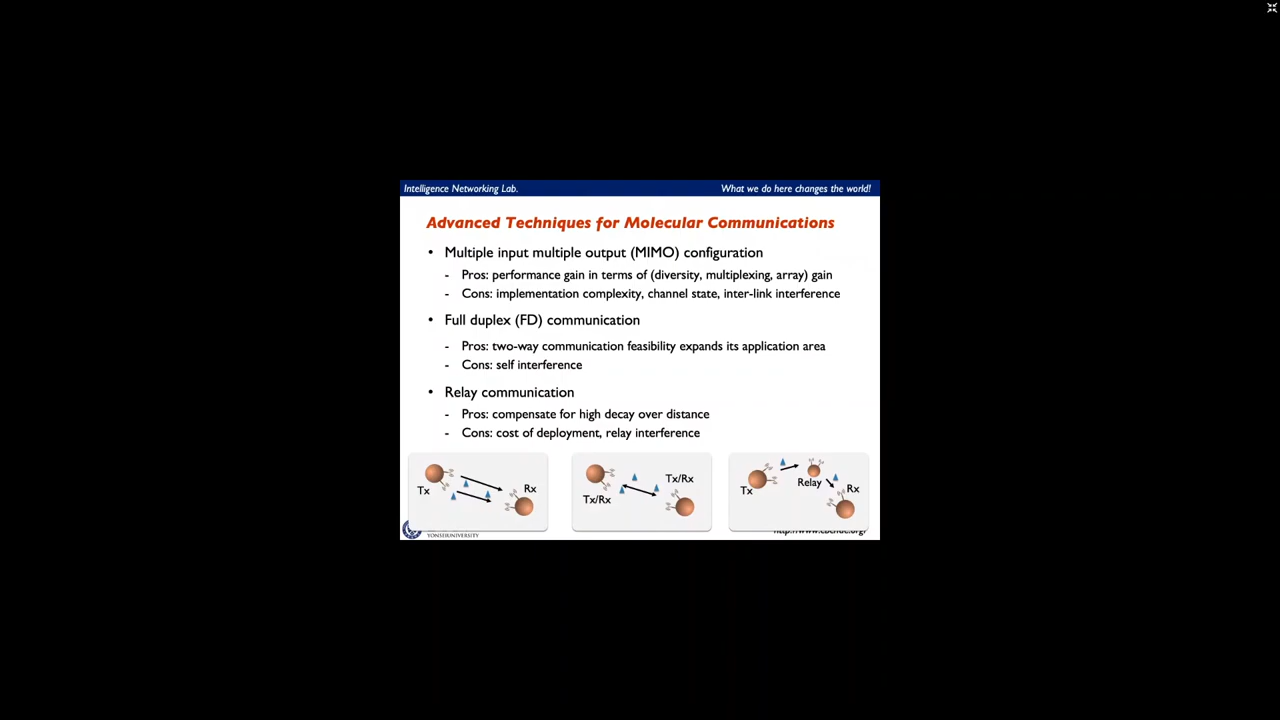 Intelligence Networking Lab.
What we do here changes the world!
Advanced Techniques for Molecular Communications
• Multiple input multiple output (MIMO) configuration
- Pros: performance gain in terms of (diversity, multiplexing, array) gain
- Cons: implementation complexity, channel state, inter-link interference
• Full duplex (FD) communication
- Pros: two-way communication feasibility expands its application area
- Cons: self interference
• Relay communication
- Pros: compensate for high decay over distance
- Cons: cost of deployment, relay interference
Tx
Rx
Tx/Rx
Tx/Rx
Tx
Relay
Rx
YONSEI UNIVERSITY